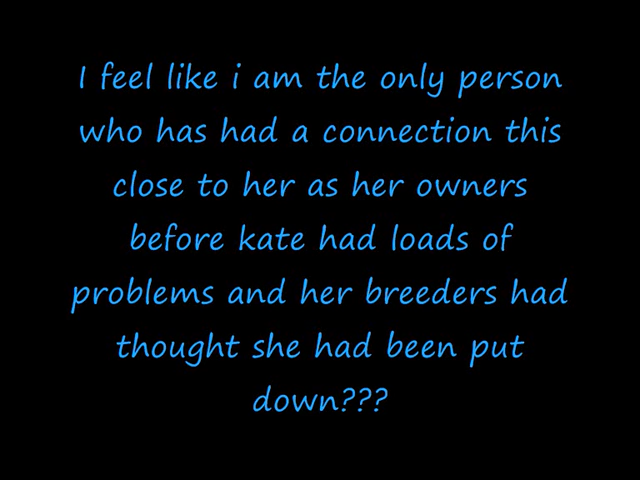 I feel like i am the only person
who has had a connection this
close to her as her owners
before kate had loads of
problems and her breeders had
thought she had been put
down???